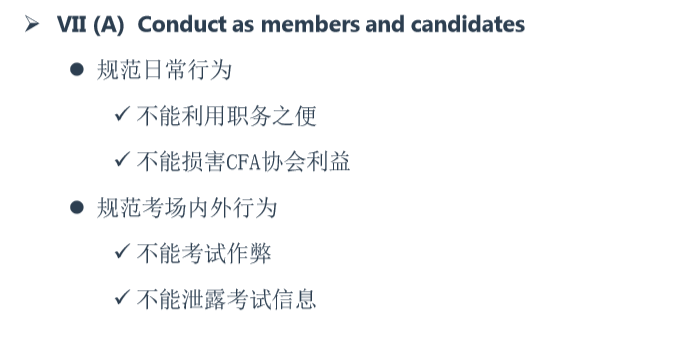 ➢ VII (A) Conduct as members and candidates
● 规范日常行为
✓ 不能利用职务之便
✓ 不能损害CFA协会利益
● 规范考场内外行为
✓ 不能考试作弊
✓ 不能泄露考试信息